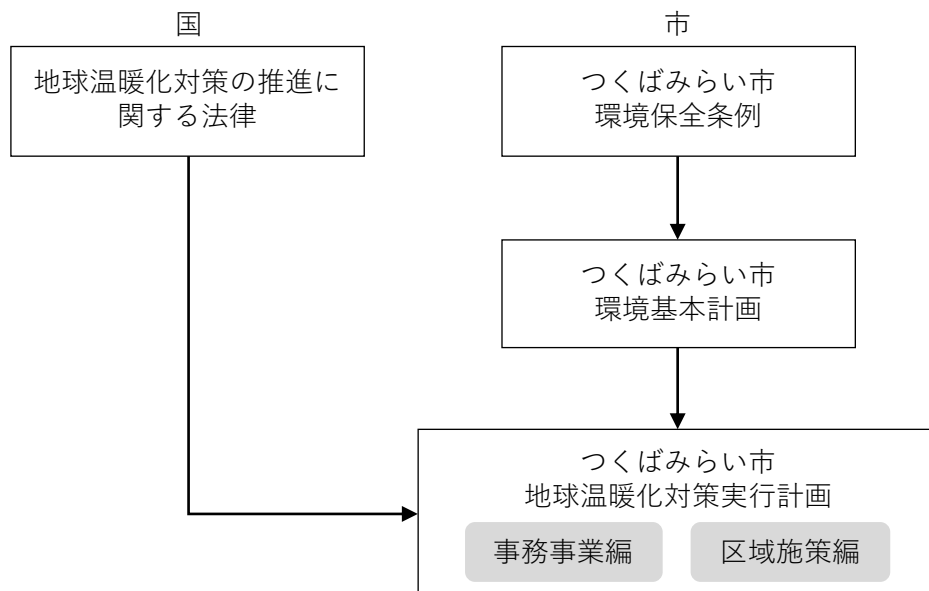 国
市
地球温暖化対策の推進に
関する法律
つくばみらい市
環境保全条例
つくばみらい市
環境基本計画
つくばみらい市
地球温暖化対策実行計画
事務事業編
区域施策編